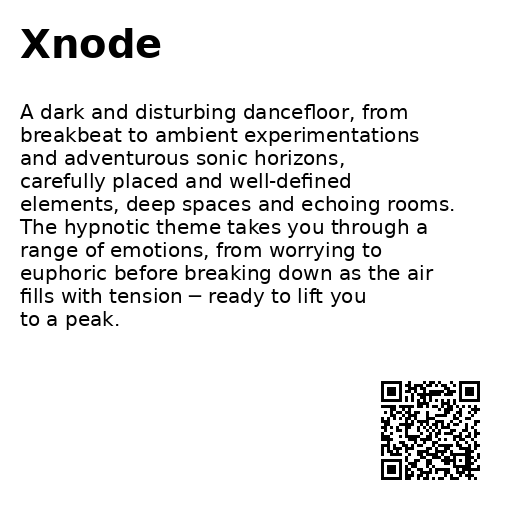 Xnode
A dark and disturbing dancefloor, from
breakbeat to ambient experimentations
and adventurous sonic horizons,
carefully placed and well-defined
elements, deep spaces and echoing rooms.
The hypnotic theme takes you through a
range of emotions, from worrying to
euphoric before breaking down as the air
fills with tension – ready to lift you
to a peak.